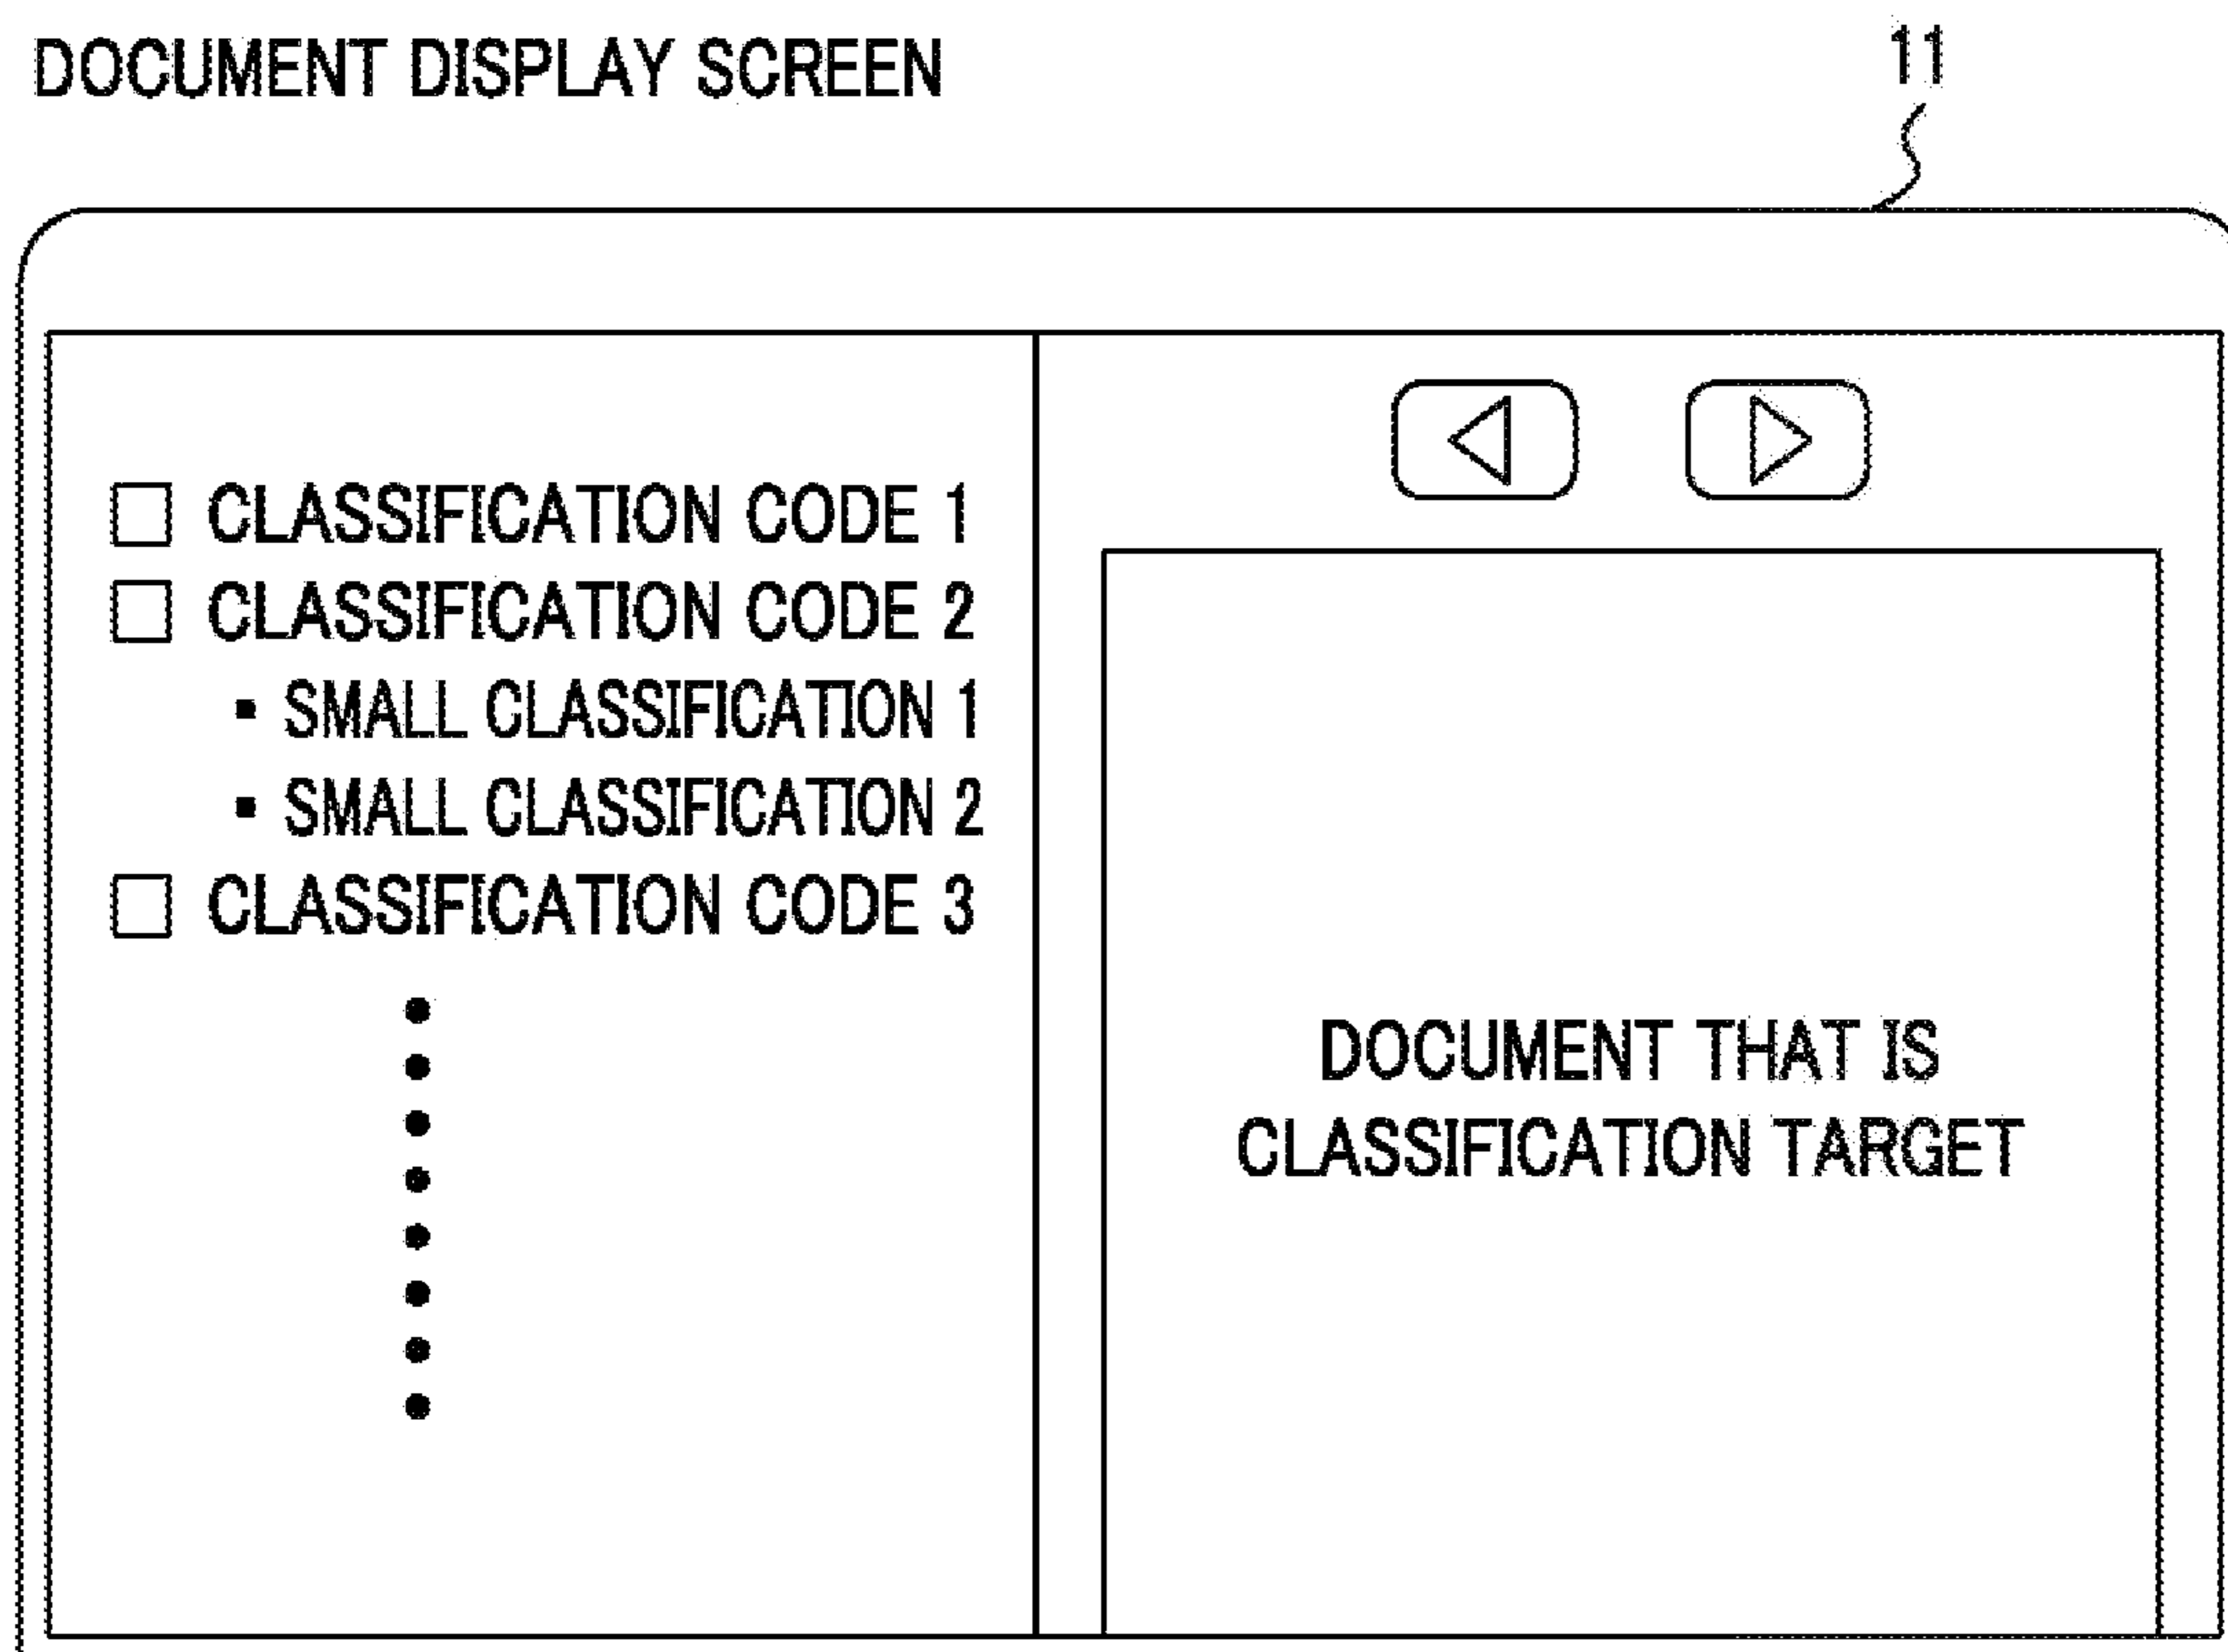 DOCUMENT DISPLAY SCREEN
11
□ CLASSIFICATION CODE 1
□ CLASSIFICATION CODE 2
▪ SMALL CLASSIFICATION 1
▪ SMALL CLASSIFICATION 2
□ CLASSIFICATION CODE 3
DOCUMENT THAT IS
CLASSIFICATION TARGET